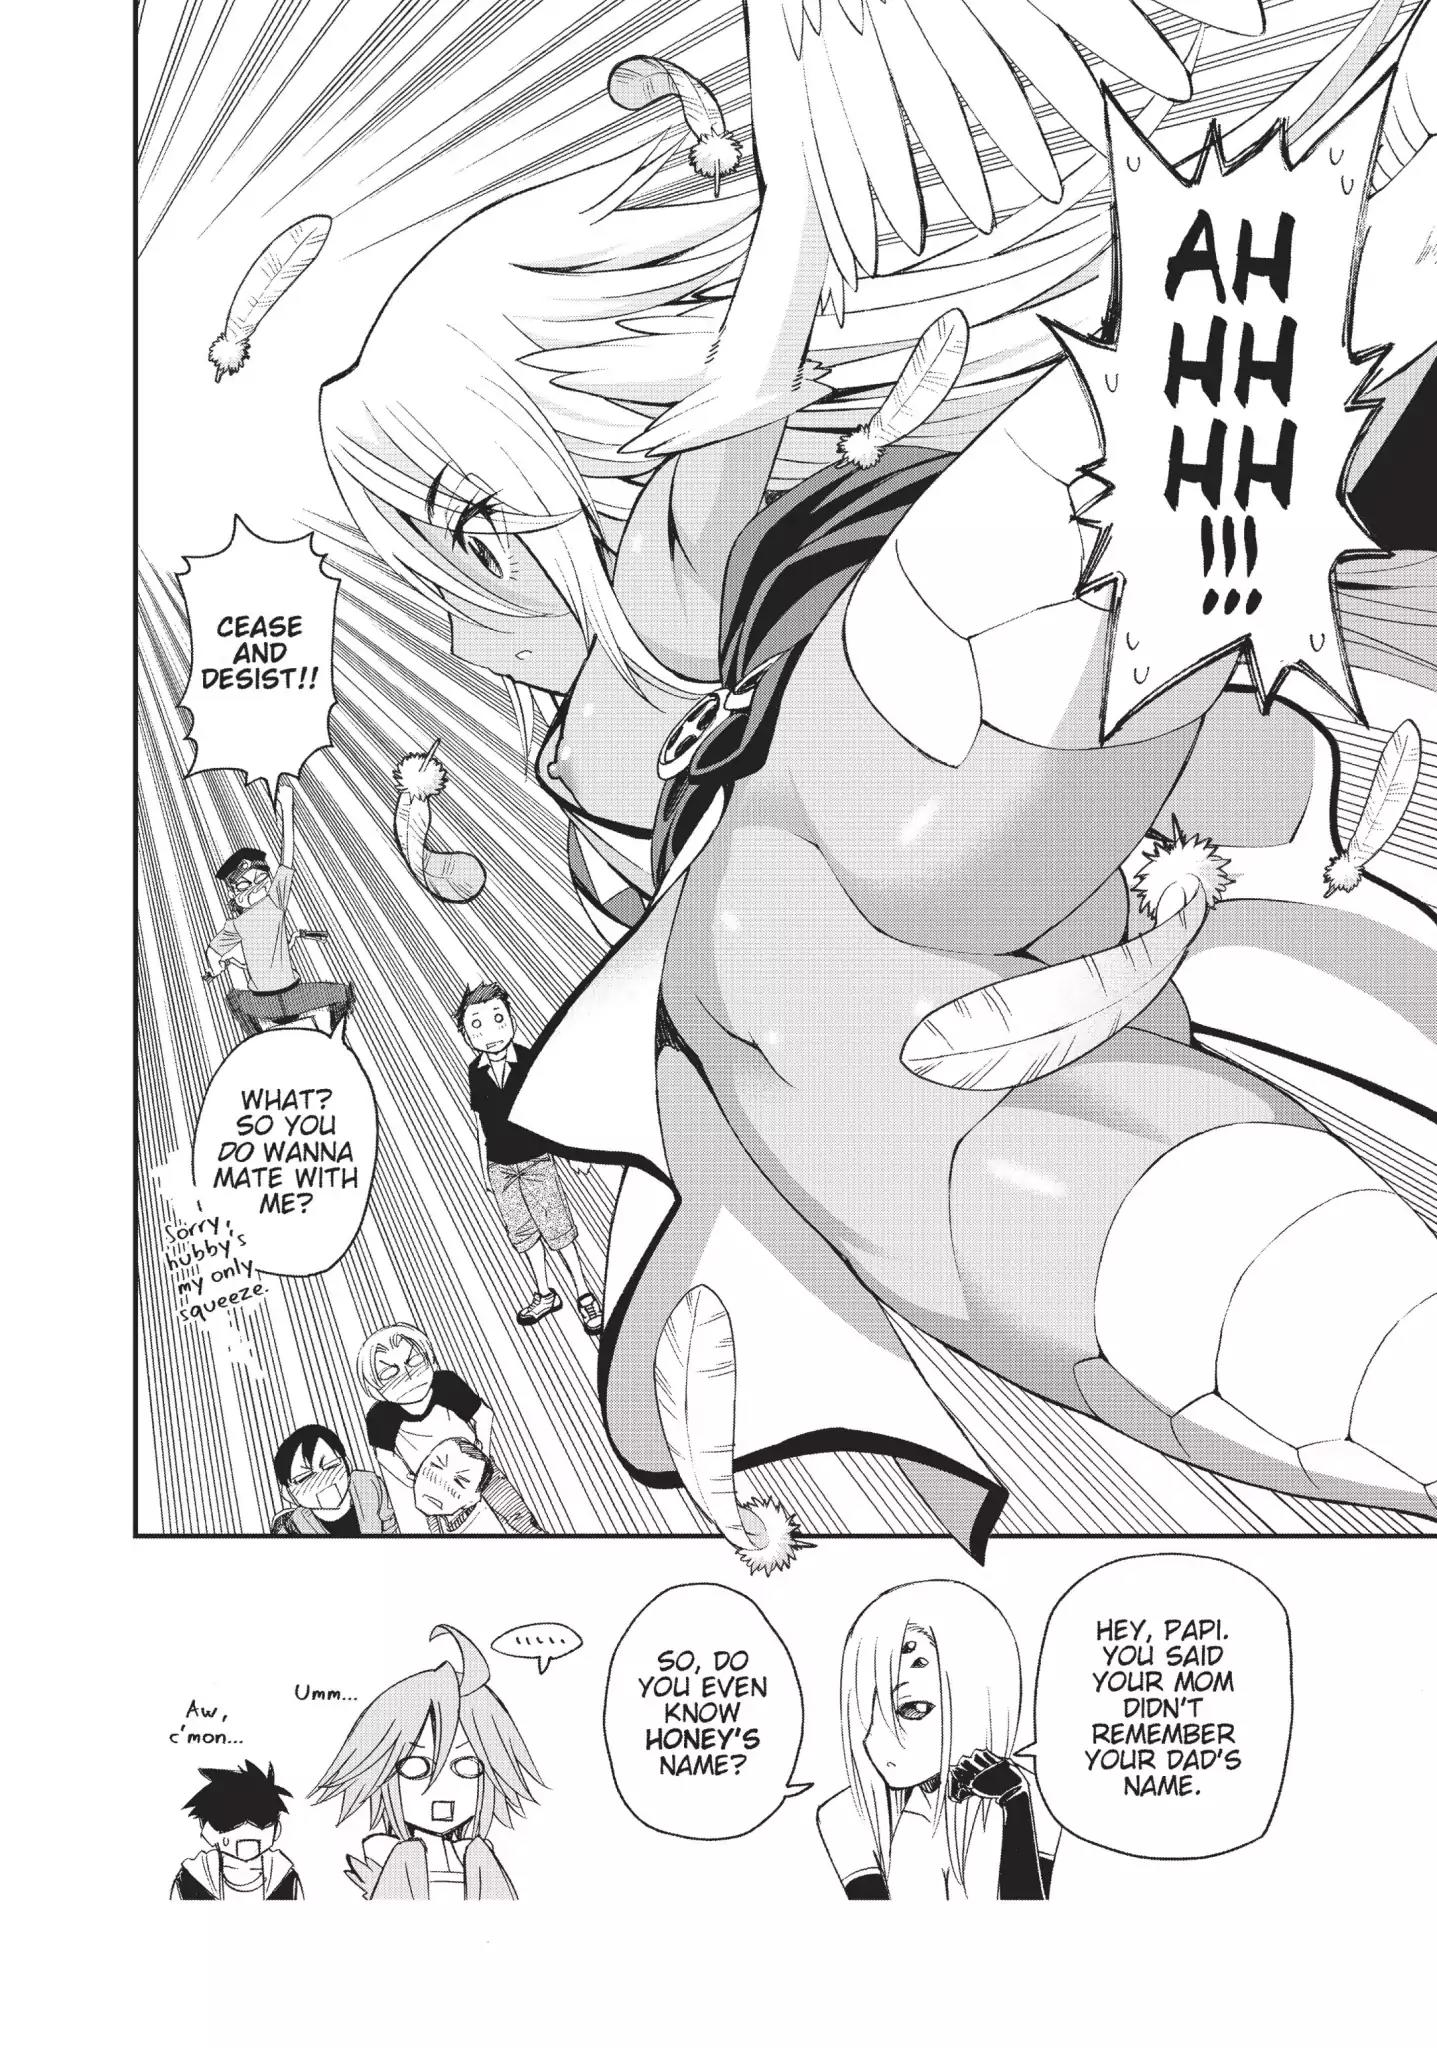 AH
HH
HH!!!
CEASE
AND
DESIST!!
WHAT?
SO YOU
DO WANNA
MATE WITH
ME?
Sorry,
hubby's
my only
squeeze.
HEY, PAPI.
YOU SAID
YOUR MOM
DIDN'T
REMEMBER
YOUR DAD'S
NAME.
SO, DO
YOU EVEN
KNOW
HONEY'S
NAME?
.....
Umm...
Aw,
c'mon...